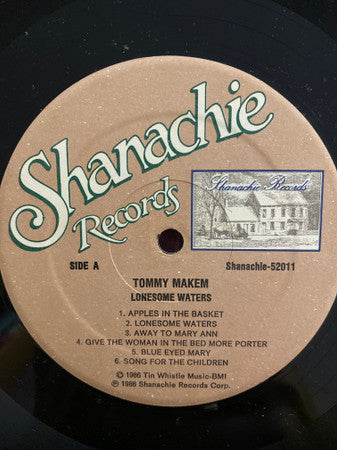 Shanachie
Records
Shanachie Records
SIDE A
Shanachie-52011
TOMMY MAKEM
LONESOME WATERS
1. APPLES IN THE BASKET
2. LONESOME WATERS
3. AWAY TO MARY ANN
4. GIVE THE WOMAN IN THE BED MORE PORTER
5. BLUE EYED MARY
6. SONG FOR THE CHILDREN
© 1986 Tin Whistle Music-BMI
℗ 1986 Shanachie Records Corp.